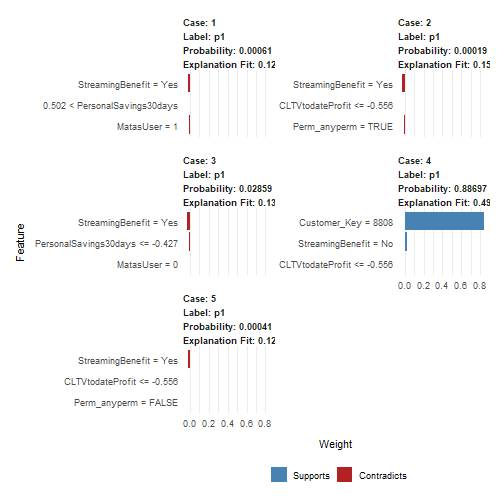 Case: 1
Label: p1
Probability: 0.00061
Explanation Fit: 0.12
StreamingBenefit = Yes
0.502 < PersonalSavings30days
MatasUser = 1
Case: 2
Label: p1
Probability: 0.00019
Explanation Fit: 0.15
StreamingBenefit = Yes
CLTVtodateProfit <= -0.556
Perm_anyperm = TRUE
Case: 3
Label: p1
Probability: 0.02859
Explanation Fit: 0.13
StreamingBenefit = Yes
PersonalSavings30days <= -0.427
MatasUser = 0
Case: 4
Label: p1
Probability: 0.88697
Explanation Fit: 0.49
Customer_Key = 8808
StreamingBenefit = No
CLTVtodateProfit <= -0.556
0.0 0.2 0.4 0.6 0.8
Case: 5
Label: p1
Probability: 0.00041
Explanation Fit: 0.12
StreamingBenefit = Yes
CLTVtodateProfit <= -0.556
Perm_anyperm = FALSE
0.0 0.2 0.4 0.6 0.8
Feature
Weight
Supports
Contradicts